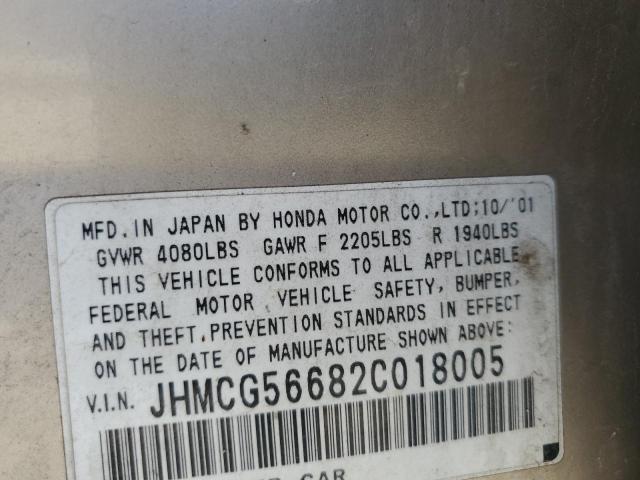 MFD.IN JAPAN BY HONDA MOTOR CO.,LTD;10/'01
GVWR 4080LBS GAWR F 2205LBS R 1940LBS
THIS VEHICLE CONFORMS TO ALL APPLICABLE
FEDERAL MOTOR VEHICLE SAFETY, BUMPER,
AND THEFT.PREVENTION STANDARDS IN EFFECT
ON THE DATE OF MANUFACTURE SHOWN ABOVE:
V.I.N. JHMCG56682C018005
CAR